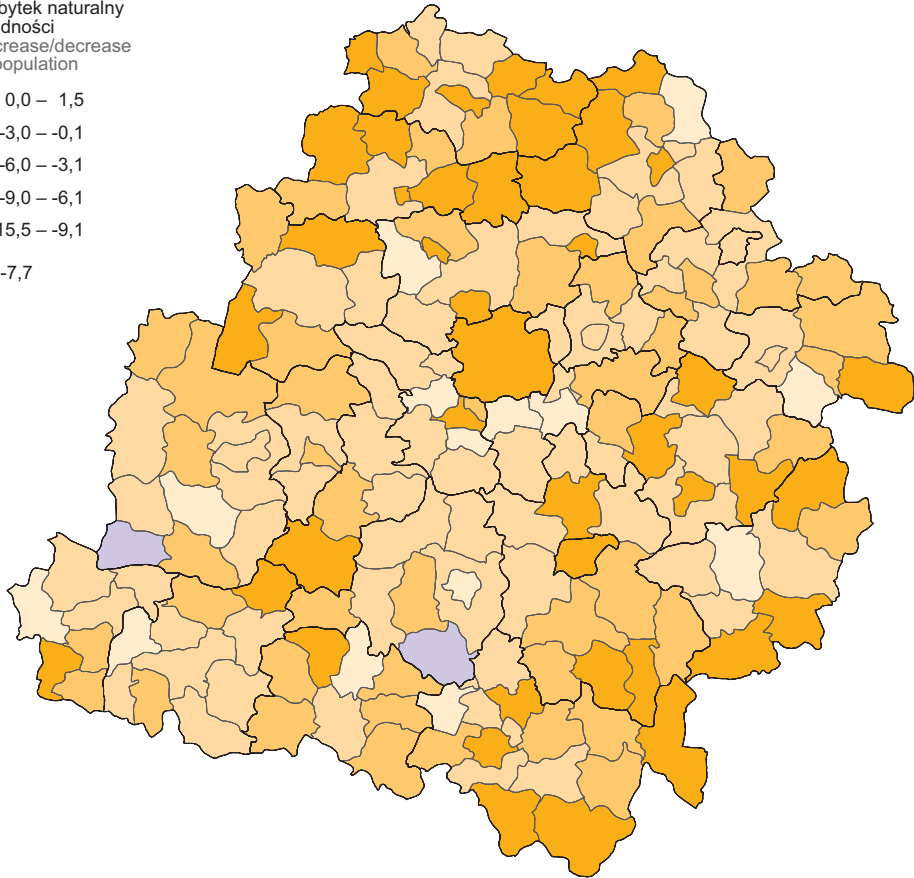 bytek naturalny
dności
crease/decrease
population
0,0 – 1,5
-3,0 – -0,1
-6,0 – -3,1
-9,0 – -6,1
15,5 – -9,1
-7,7